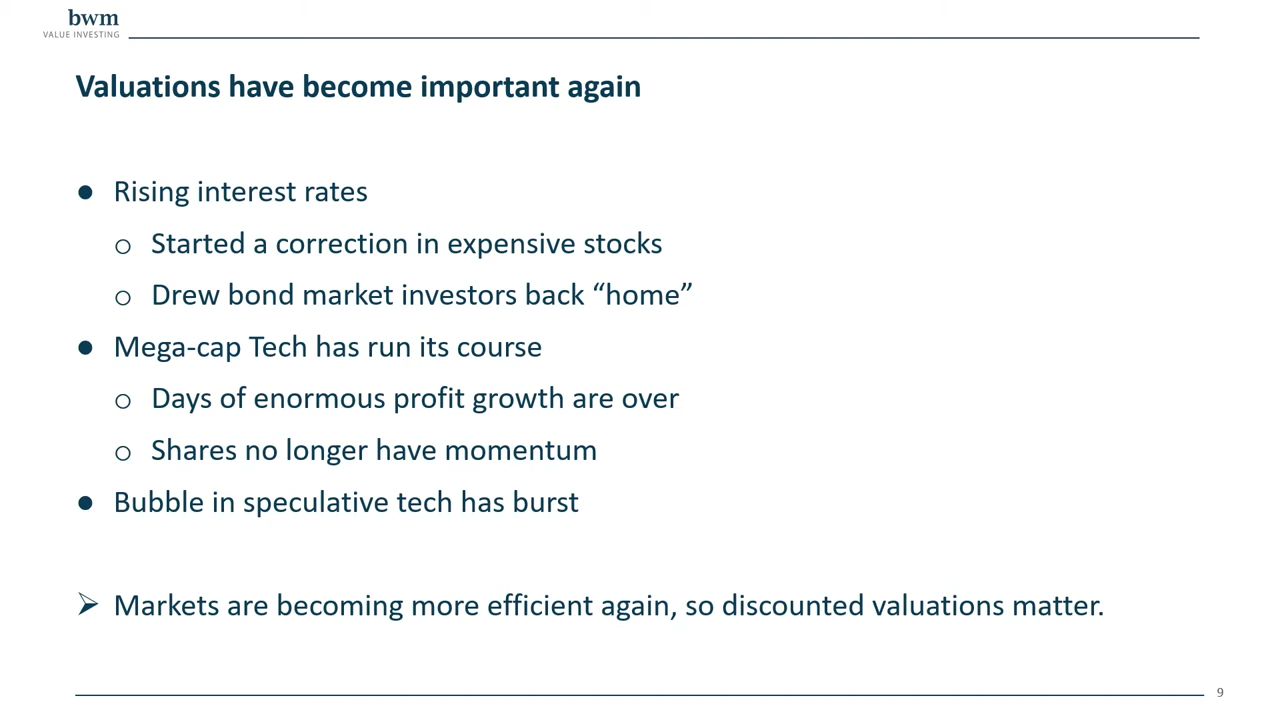 bwm
VALUE INVESTING
Valuations have become important again
● Rising interest rates
o Started a correction in expensive stocks
o Drew bond market investors back “home”
● Mega-cap Tech has run its course
o Days of enormous profit growth are over
o Shares no longer have momentum
● Bubble in speculative tech has burst
➢ Markets are becoming more efficient again, so discounted valuations matter.
9